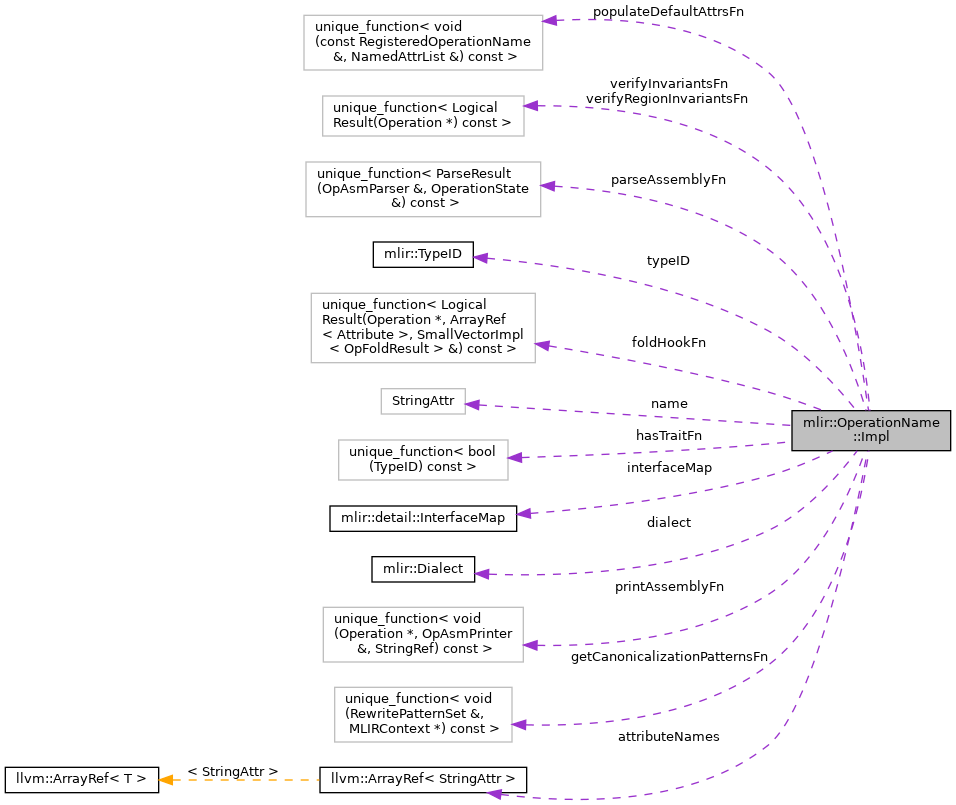 populateDefaultAttrsFn
unique_function< void
(const RegisteredOperationName
&, NamedAttrList &) const >
verifyInvariantsFn
verifyRegionInvariantsFn
unique_function< Logical
Result(Operation *) const >
parseAssemblyFn
unique_function< ParseResult
(OpAsmParser &, OperationState
&) const >
typeID
mlir::TypeID
foldHookFn
unique_function< Logical
Result(Operation *, ArrayRef
< Attribute >, SmallVectorImpl
< OpFoldResult > &) const >
name
StringAttr
mlir::OperationName
::Impl
hasTraitFn
unique_function< bool
(TypeID) const >
interfaceMap
mlir::detail::InterfaceMap
dialect
mlir::Dialect
printAssemblyFn
unique_function< void
(Operation *, OpAsmPrinter
&, StringRef) const >
getCanonicalizationPatternsFn
unique_function< void
(RewritePatternSet &,
MLIRContext *) const >
attributeNames
llvm::ArrayRef< T >
< StringAttr >
llvm::ArrayRef< StringAttr >